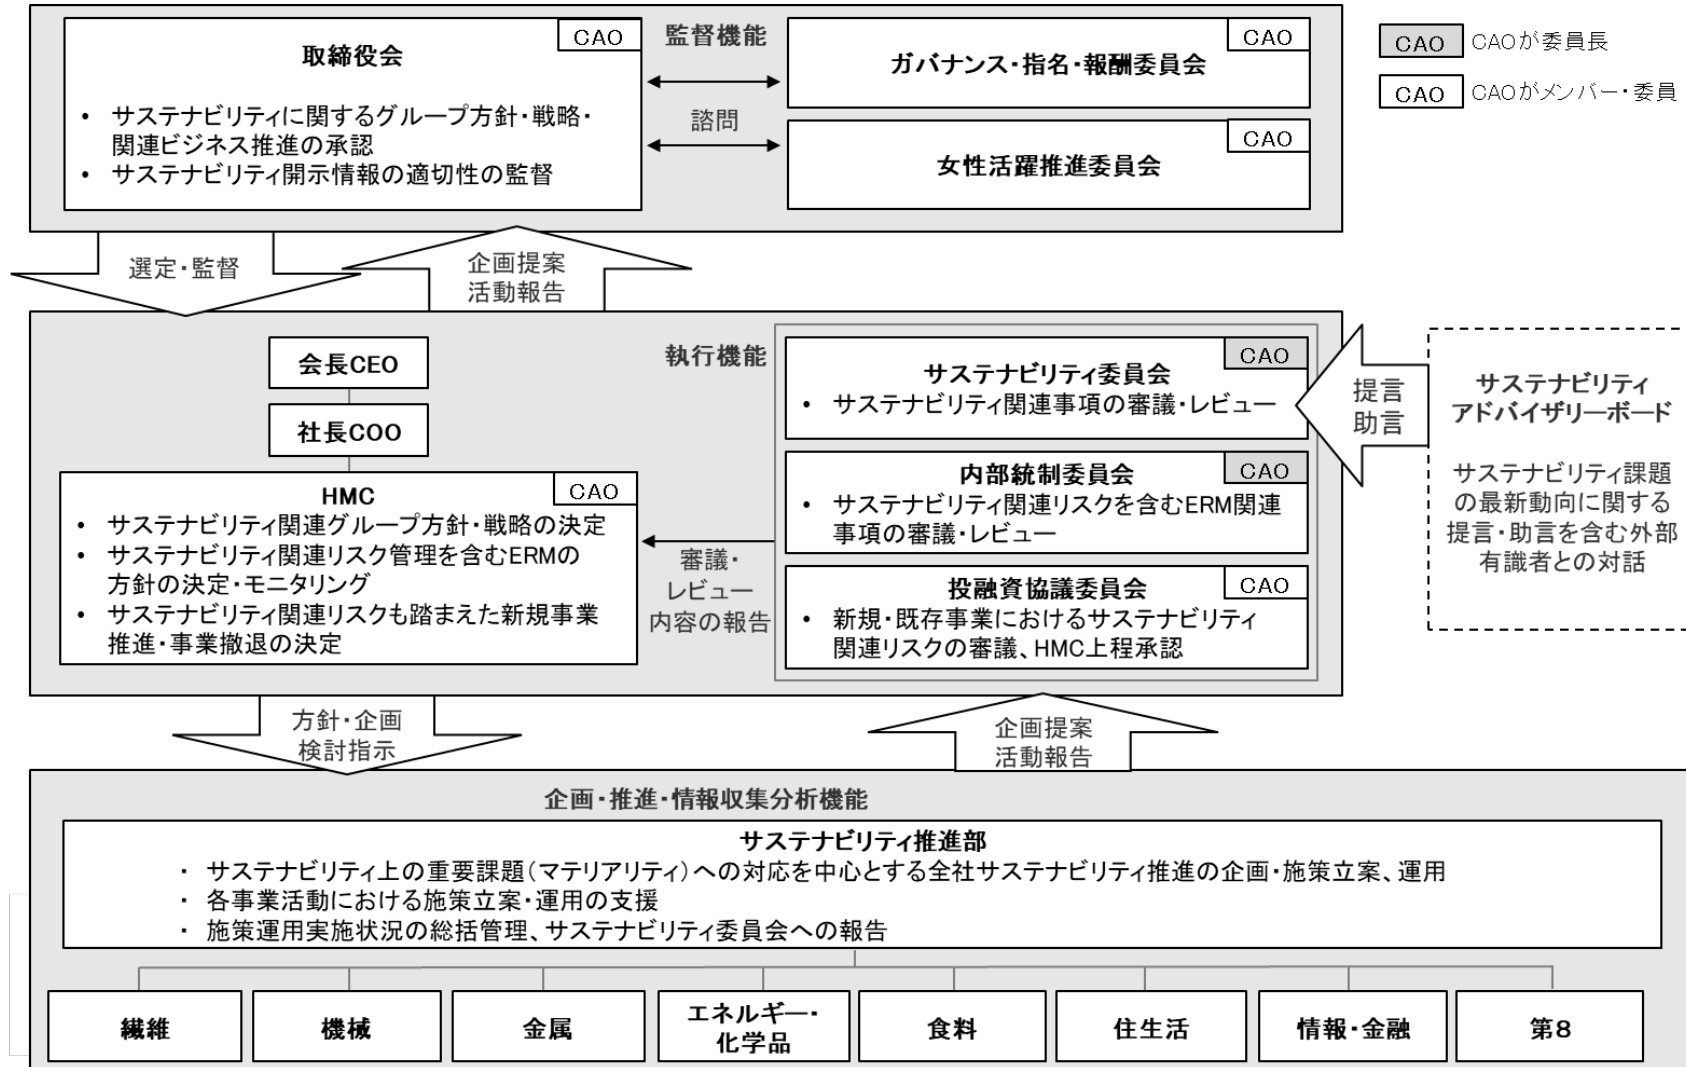 取締役会
CAO
・ サステナビリティに関するグループ方針・戦略・
関連ビジネス推進の承認
・ サステナビリティ開示情報の適切性の監督
監督機能
諮問
CAO
ガバナンス・指名・報酬委員会
CAO
女性活躍推進委員会
CAO CAOが委員長
CAO CAOがメンバー・委員
選定・監督
企画提案
活動報告
会長CEO
社長COO
HMC
CAO
・ サステナビリティ関連グループ方針・戦略の決定
・ サステナビリティ関連リスク管理を含むERMの
方針の決定・モニタリング
・ サステナビリティ関連リスクも踏まえた新規事業
推進・事業撤退の決定
執行機能
審議・
レビュー
内容の報告
CAO
サステナビリティ委員会
・ サステナビリティ関連事項の審議・レビュー
CAO
内部統制委員会
・ サステナビリティ関連リスクを含むERM関連
事項の審議・レビュー
CAO
投融資協議委員会
・ 新規・既存事業におけるサステナビリティ
関連リスクの審議、HMC上程承認
提言
助言
サステナビリティ
アドバイザリーボード
サステナビリティ課題
の最新動向に関する
提言・助言を含む外部
有識者との対話
方針・企画
検討指示
企画提案
活動報告
企画・推進・情報収集分析機能
サステナビリティ推進部
・ サステナビリティ上の重要課題（マテリアリティ）への対応を中心とする全社サステナビリティ推進の企画・施策立案、運用
・ 各事業活動における施策立案・運用の支援
・ 施策運用実施状況の総括管理、サステナビリティ委員会への報告
繊維
機械
金属
エネルギー・
化学品
食料
住生活
情報・金融
第8